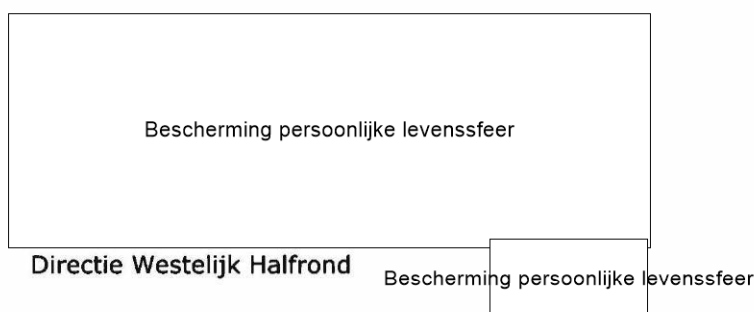 Bescherming persoonlijke levenssfeer
Directie Westelijk Halfrond
Bescherming persoonlijke levenssfeer